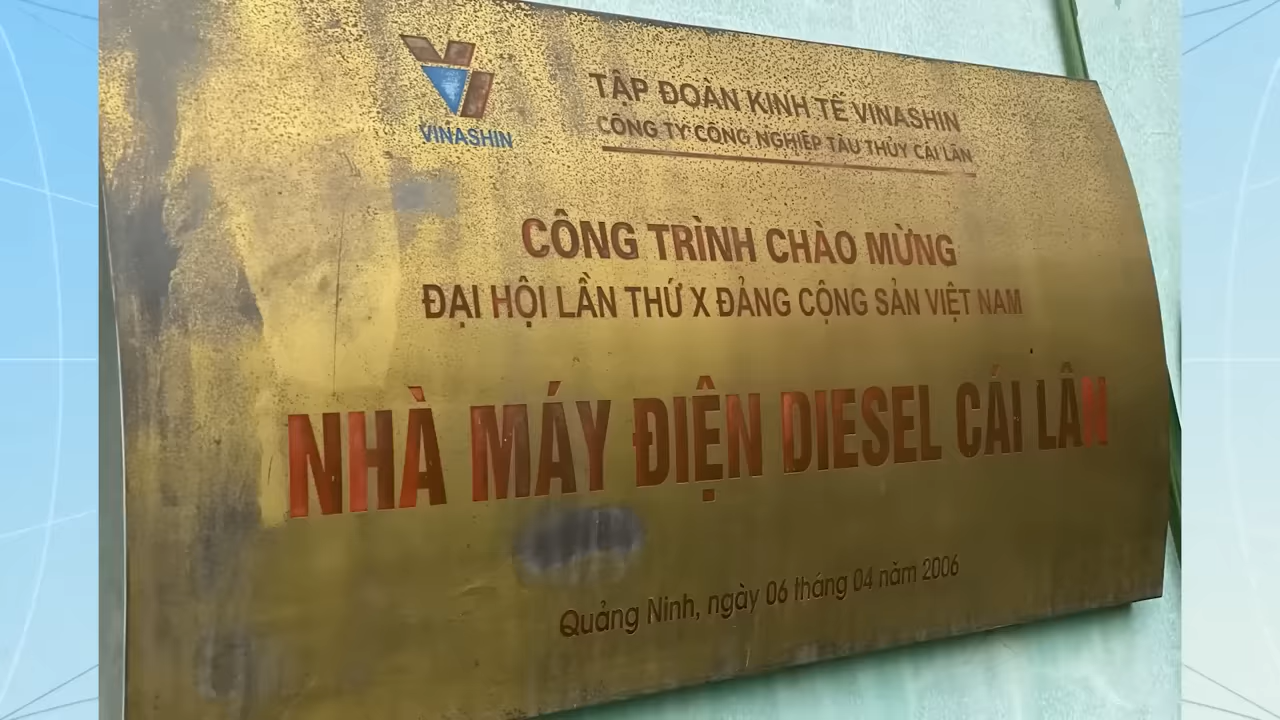 VINASHIN
TẬP ĐOÀN KINH TẾ VINASHIN
CÔNG TY CÔNG NGHIỆP TÀU THỦY CÁI LÂN
CÔNG TRÌNH CHÀO MỪNG
ĐẠI HỘI LẦN THỨ X ĐẢNG CỘNG SẢN VIỆT NAM
NHÀ MÁY ĐIỆN DIESEL CÁI LÂN
Quảng Ninh, ngày 06 tháng 04 năm 2006